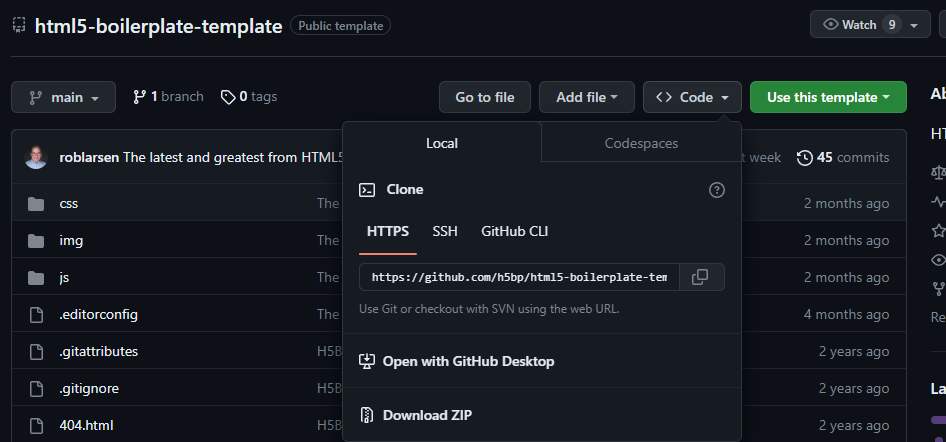 html5-boilerplate-template Public template Watch 9
main 1 branch 0 tags Go to file Add file Code Use this template
Local Codespaces
roblarsen The latest and greatest from HTML5 week 45 commits
Clone
css The 2 months ago
HTTPS SSH GitHub CLI
img The 2 months ago
js The 2 months ago
https://github.com/h5bp/html5-boilerplate-tem
Use Git or checkout with SVN using the web URL.
.editorconfig The 4 months ago
.gitattributes H5B 2 years ago
Open with GitHub Desktop
.gitignore H5B 2 years ago
Download ZIP
404.html H5B 2 years ago
Ab
HT
Re
La